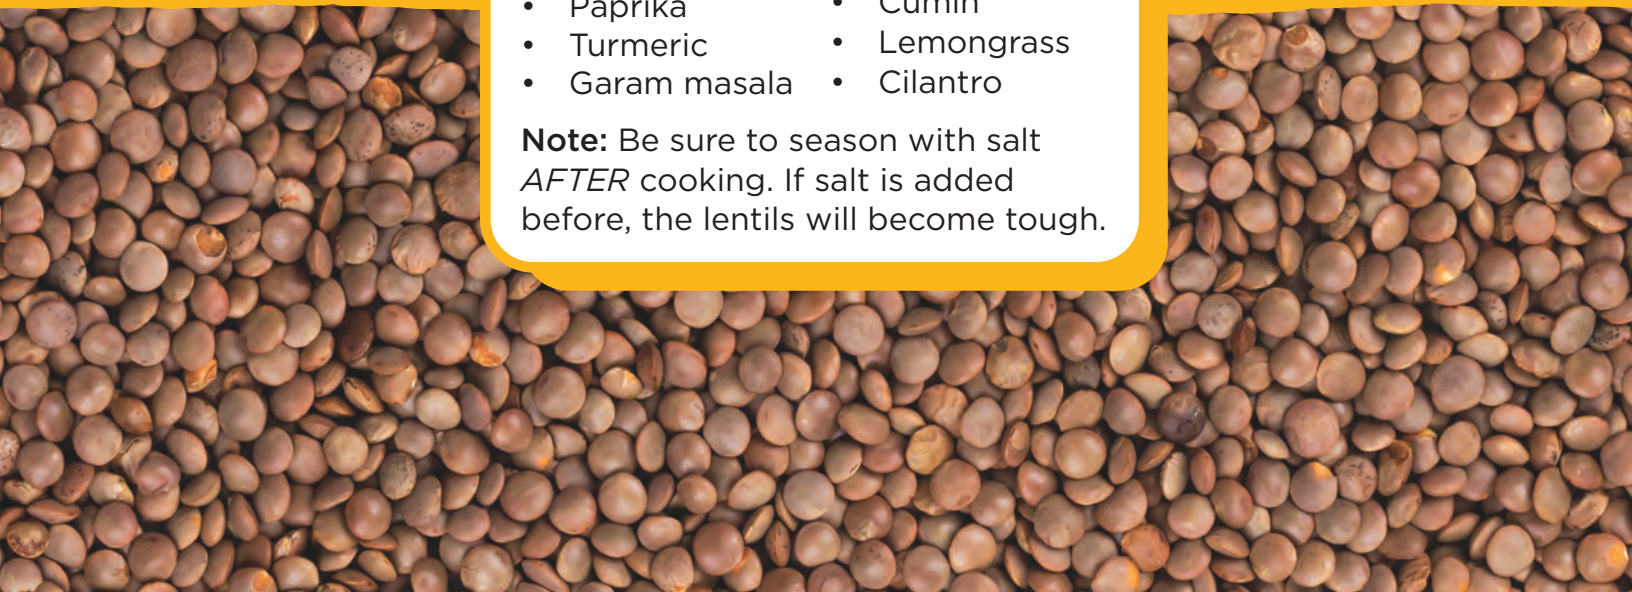 • Paprika
• Turmeric
• Garam masala
• Cumin
• Lemongrass
• Cilantro
Note: Be sure to season with salt
AFTER cooking. If salt is added
before, the lentils will become tough.